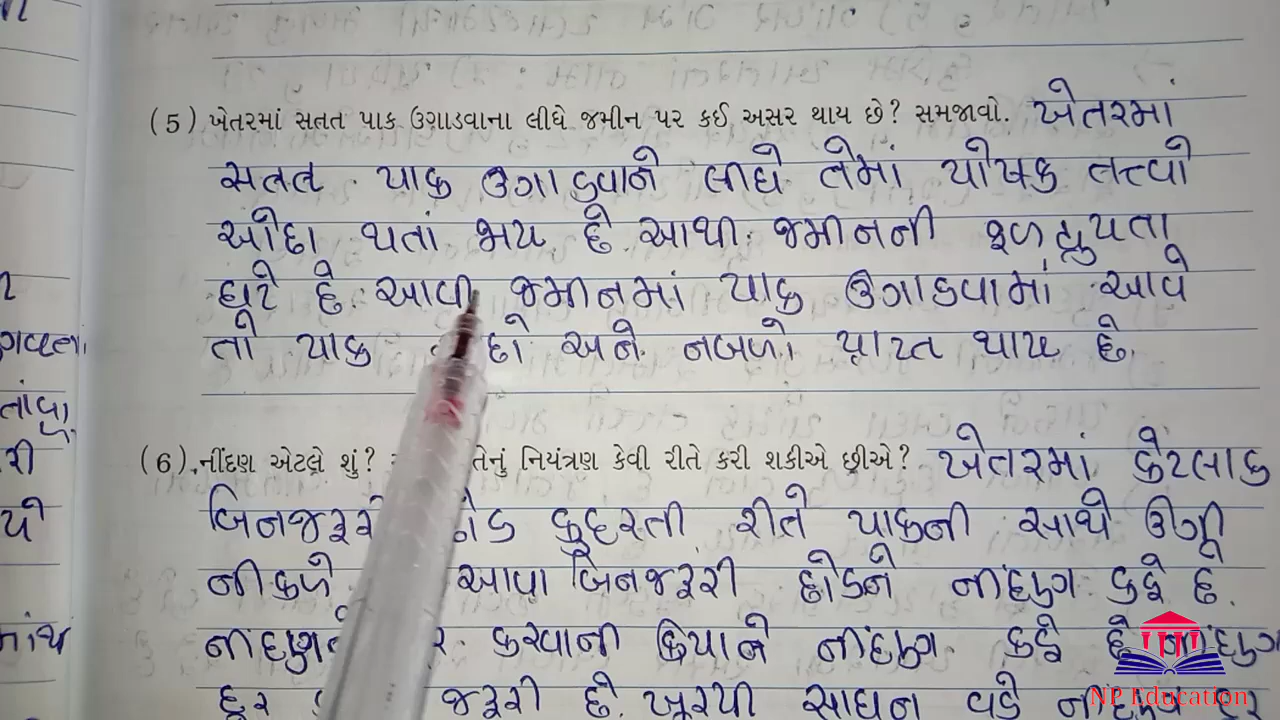 (5) ખેતરમાં સતત પાક ઉગાડવાના લીધે જમીન પર કઈ અસર થાય છે? સમજાવો. ખેતરમાં
સતત પાક ઉગાડવાને લીધે તેમાં પોષક તત્ત્વો
ઓછા થતાં જાય છે. આથી જમીનની ફળદ્રુપતા
ઘટે છે. આવી જમીનમાં પાક ઉગાડવામાં આવે
તો પાક અને નબળો પ્રાપ્ત થાય છે.
(6) નીંદણ એટલે શું? તેનું નિયંત્રણ કેવી રીતે કરી શકીએ છીએ? ખેતરમાં કેટલાક
બિનજરૂરી કુદરતી રીતે પાકની સાથે ઊગી
નીકળે આવા બિનજરૂરી છોડને નીંદણ કહે છે.
કરવાની ક્રિયાને નીંદણ કહે છે. નીંદણ
દૂર જરૂરી છે. ખૂરપી સાધન વડે
ગવતા
રી
NP Education